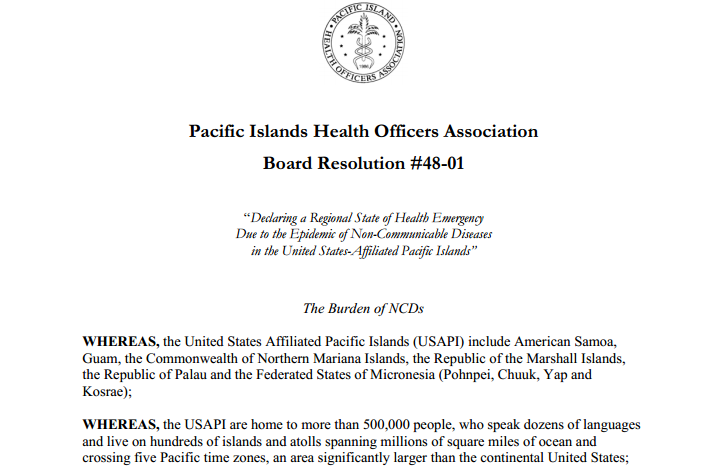 PACIFIC ISLAND
HEALTH OFFICERS ASSOCIATION
1986
Pacific Islands Health Officers Association
Board Resolution #48-01
“Declaring a Regional State of Health Emergency
Due to the Epidemic of Non-Communicable Diseases
in the United States-Affiliated Pacific Islands”
The Burden of NCDs
WHEREAS, the United States Affiliated Pacific Islands (USAPI) include American Samoa,
Guam, the Commonwealth of Northern Mariana Islands, the Republic of the Marshall Islands,
the Republic of Palau and the Federated States of Micronesia (Pohnpei, Chuuk, Yap and
Kosrae);
WHEREAS, the USAPI are home to more than 500,000 people, who speak dozens of languages
and live on hundreds of islands and atolls spanning millions of square miles of ocean and
crossing five Pacific time zones, an area significantly larger than the continental United States;